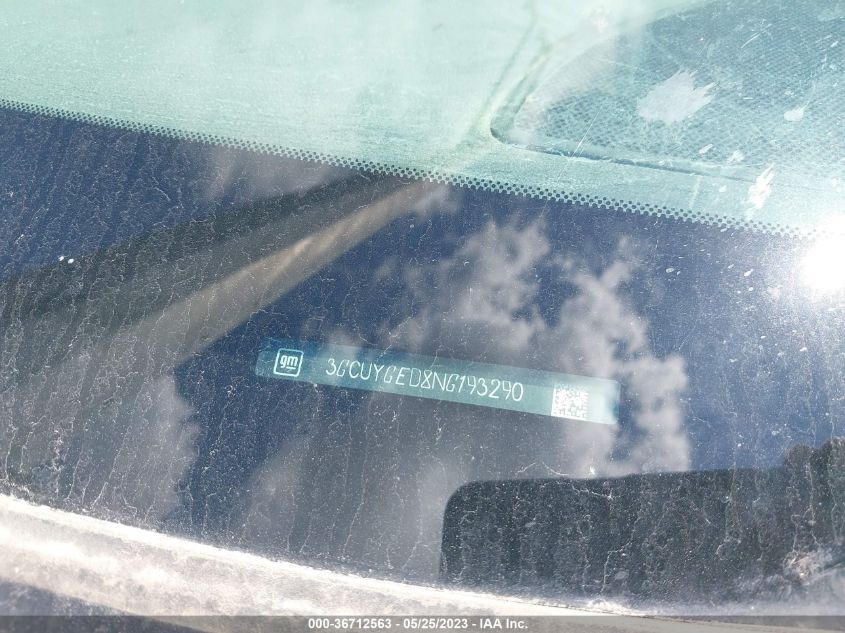 gm 3GCUYGED8NG193290
000-36712563 - 05/25/2023 - IAA Inc.